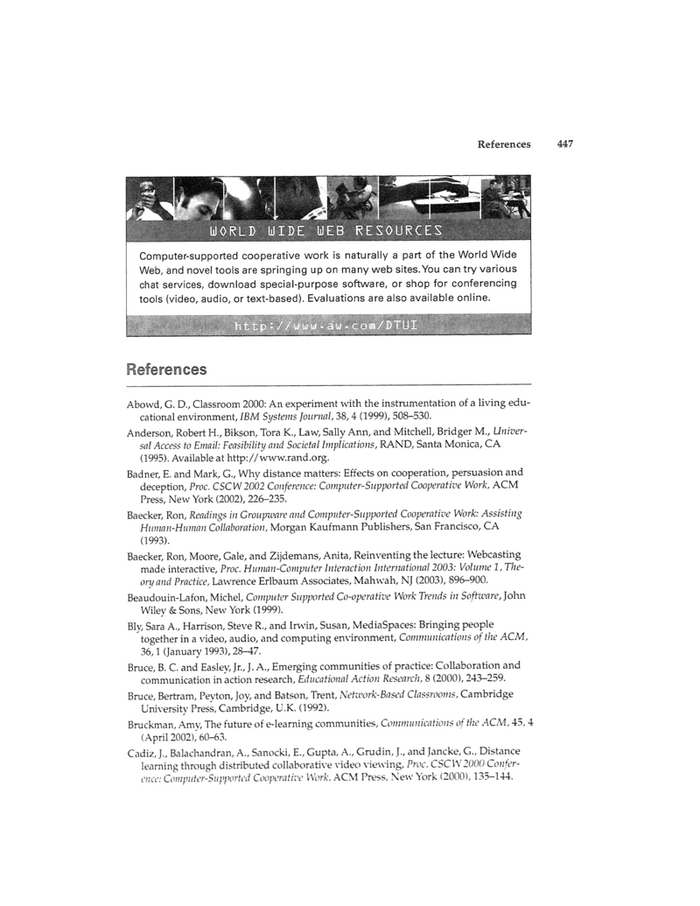 References 447
WORLD WIDE WEB RESOURCES
Computer-supported cooperative work is naturally a part of the World Wide
Web, and novel tools are springing up on many web sites. You can try various
chat services, download special-purpose software, or shop for conferencing
tools (video, audio, or text-based). Evaluations are also available online.
http://www.aw.com/DTUI
References
Abowd, G. D., Classroom 2000: An experiment with the instrumentation of a living edu-
cational environment, IBM Systems Journal, 38, 4 (1999), 508–530.
Anderson, Robert H., Bikson, Tora K., Law, Sally Ann, and Mitchell, Bridger M., Univer-
sal Access to Email: Feasibility and Societal Implications, RAND, Santa Monica, CA
(1995). Available at http://www.rand.org.
Badner, E. and Mark, G., Why distance matters: Effects on cooperation, persuasion and
deception, Proc. CSCW 2002 Conference: Computer-Supported Cooperative Work, ACM
Press, New York (2002), 226–235.
Baecker, Ron, Readings in Groupware and Computer-Supported Cooperative Work: Assisting
Human-Human Collaboration, Morgan Kaufmann Publishers, San Francisco, CA
(1993).
Baecker, Ron, Moore, Gale, and Zijdemans, Anita, Reinventing the lecture: Webcasting
made interactive, Proc. Human-Computer Interaction International 2003: Volume 1, The-
ory and Practice, Lawrence Erlbaum Associates, Mahwah, NJ (2003), 896–900.
Beaudouin-Lafon, Michel, Computer Supported Co-operative Work Trends in Software, John
Wiley & Sons, New York (1999).
Bly, Sara A., Harrison, Steve R., and Irwin, Susan, MediaSpaces: Bringing people
together in a video, audio, and computing environment, Communications of the ACM,
36, 1 (January 1993), 28–47.
Bruce, B. C. and Easley, Jr., J. A., Emerging communities of practice: Collaboration and
communication in action research, Educational Action Research, 8 (2000), 243–259.
Bruce, Bertram, Peyton, Joy, and Batson, Trent, Network-Based Classrooms, Cambridge
University Press, Cambridge, U.K. (1992).
Bruckman, Amy, The future of e-learning communities, Communications of the ACM, 45, 4
(April 2002), 60–63.
Cadiz, J., Balachandran, A., Sanocki, E., Gupta, A., Grudin, J., and Jancke, G., Distance
learning through distributed collaborative video viewing, Proc. CSCW 2000 Confer-
ence: Computer-Supported Cooperative Work, ACM Press, New York (2000), 135–144.